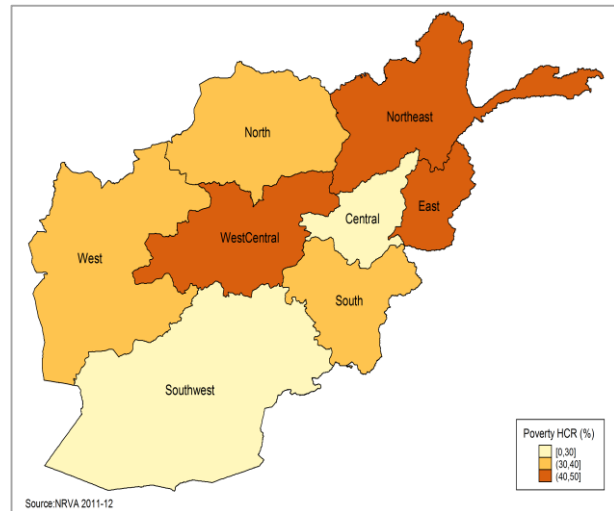 Northeast
North
East
Central
WestCentral
West
South
Southwest
Poverty HCR (%)
[0,30]
(30,40]
(40,50]
Source:NRVA 2011-12